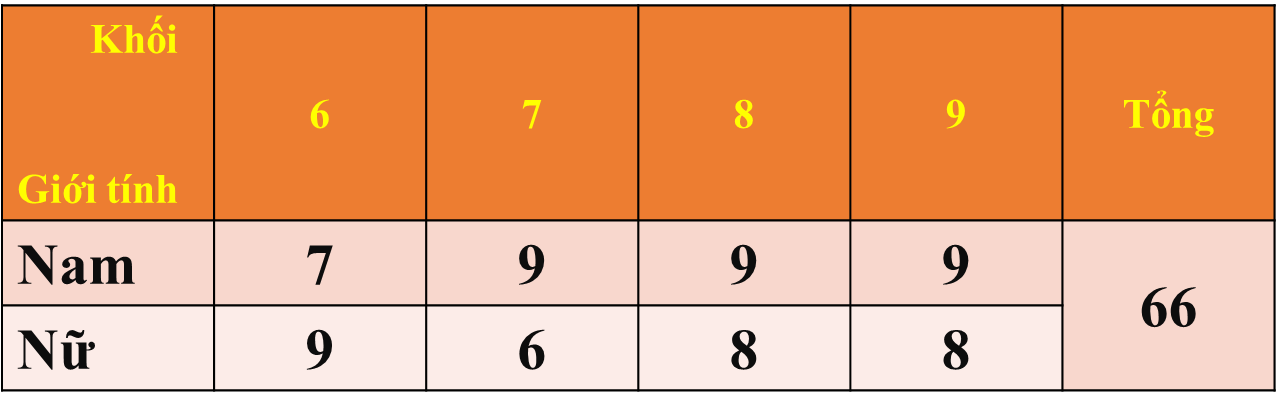 Khối
6 7 8 9 Tổng
Giới tính
Nam 7 9 9 9
66
Nữ 9 6 8 8